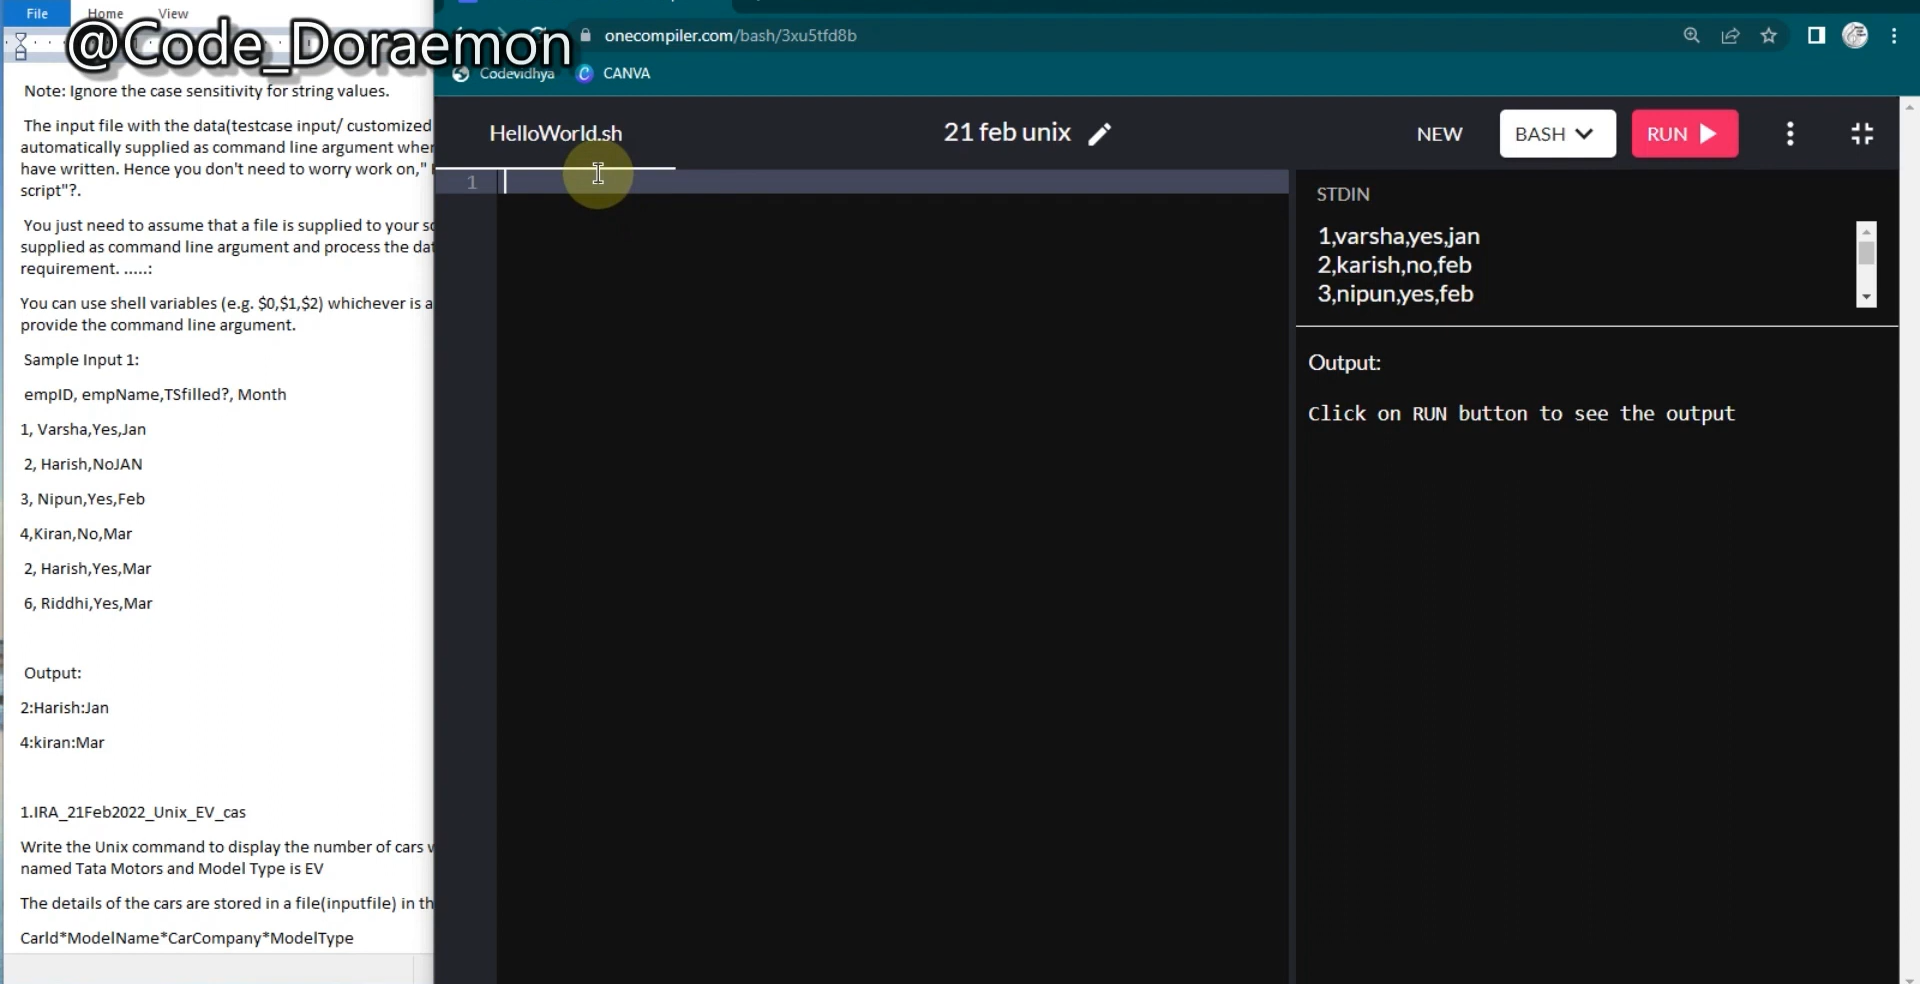 File Home View
@Code_Doraemon
onecompiler.com/bash/3xu5tfd8b
Codevidhya CANVA
Note: Ignore the case sensitivity for string values.
The input file with the data(testcase input/ customized
automatically supplied as command line argument wher
have written. Hence you don't need to worry work on,"
script"?.
You just need to assume that a file is supplied to your sc
supplied as command line argument and process the dat
requirement. .....:
You can use shell variables (e.g. $0,$1,$2) whichever is a
provide the command line argument.
Sample Input 1:
empID, empName,TSfilled?, Month
1, Varsha,Yes,Jan
2, Harish,NoJAN
3, Nipun,Yes,Feb
4,Kiran,No,Mar
2, Harish,Yes,Mar
6, Riddhi,Yes,Mar
Output:
2:Harish:Jan
4:kiran:Mar
1.IRA_21Feb2022_Unix_EV_cas
Write the Unix command to display the number of cars w
named Tata Motors and Model Type is EV
The details of the cars are stored in a file(inputfile) in th
CarId*ModelName*CarCompany*ModelType
HelloWorld.sh
21 feb unix
NEW BASH RUN
1
STDIN
1,varsha,yes,jan
2,karish,no,feb
3,nipun,yes,feb
Output:
Click on RUN button to see the output